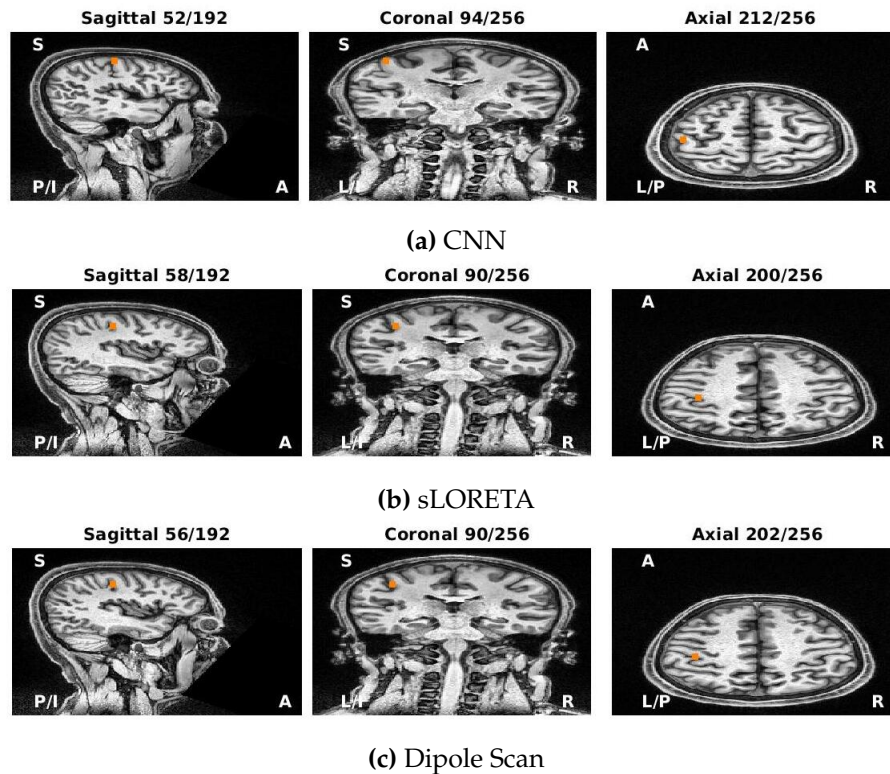 Sagittal 52/192 Coronal 94/256 Axial 212/256
S S A
P/I A L/I R L/P R
(a) CNN
Sagittal 58/192 Coronal 90/256 Axial 200/256
S S A
P/I A L/I R L/P R
(b) sLORETA
Sagittal 56/192 Coronal 90/256 Axial 202/256
S S A
P/I A L/I R L/P R
(c) Dipole Scan